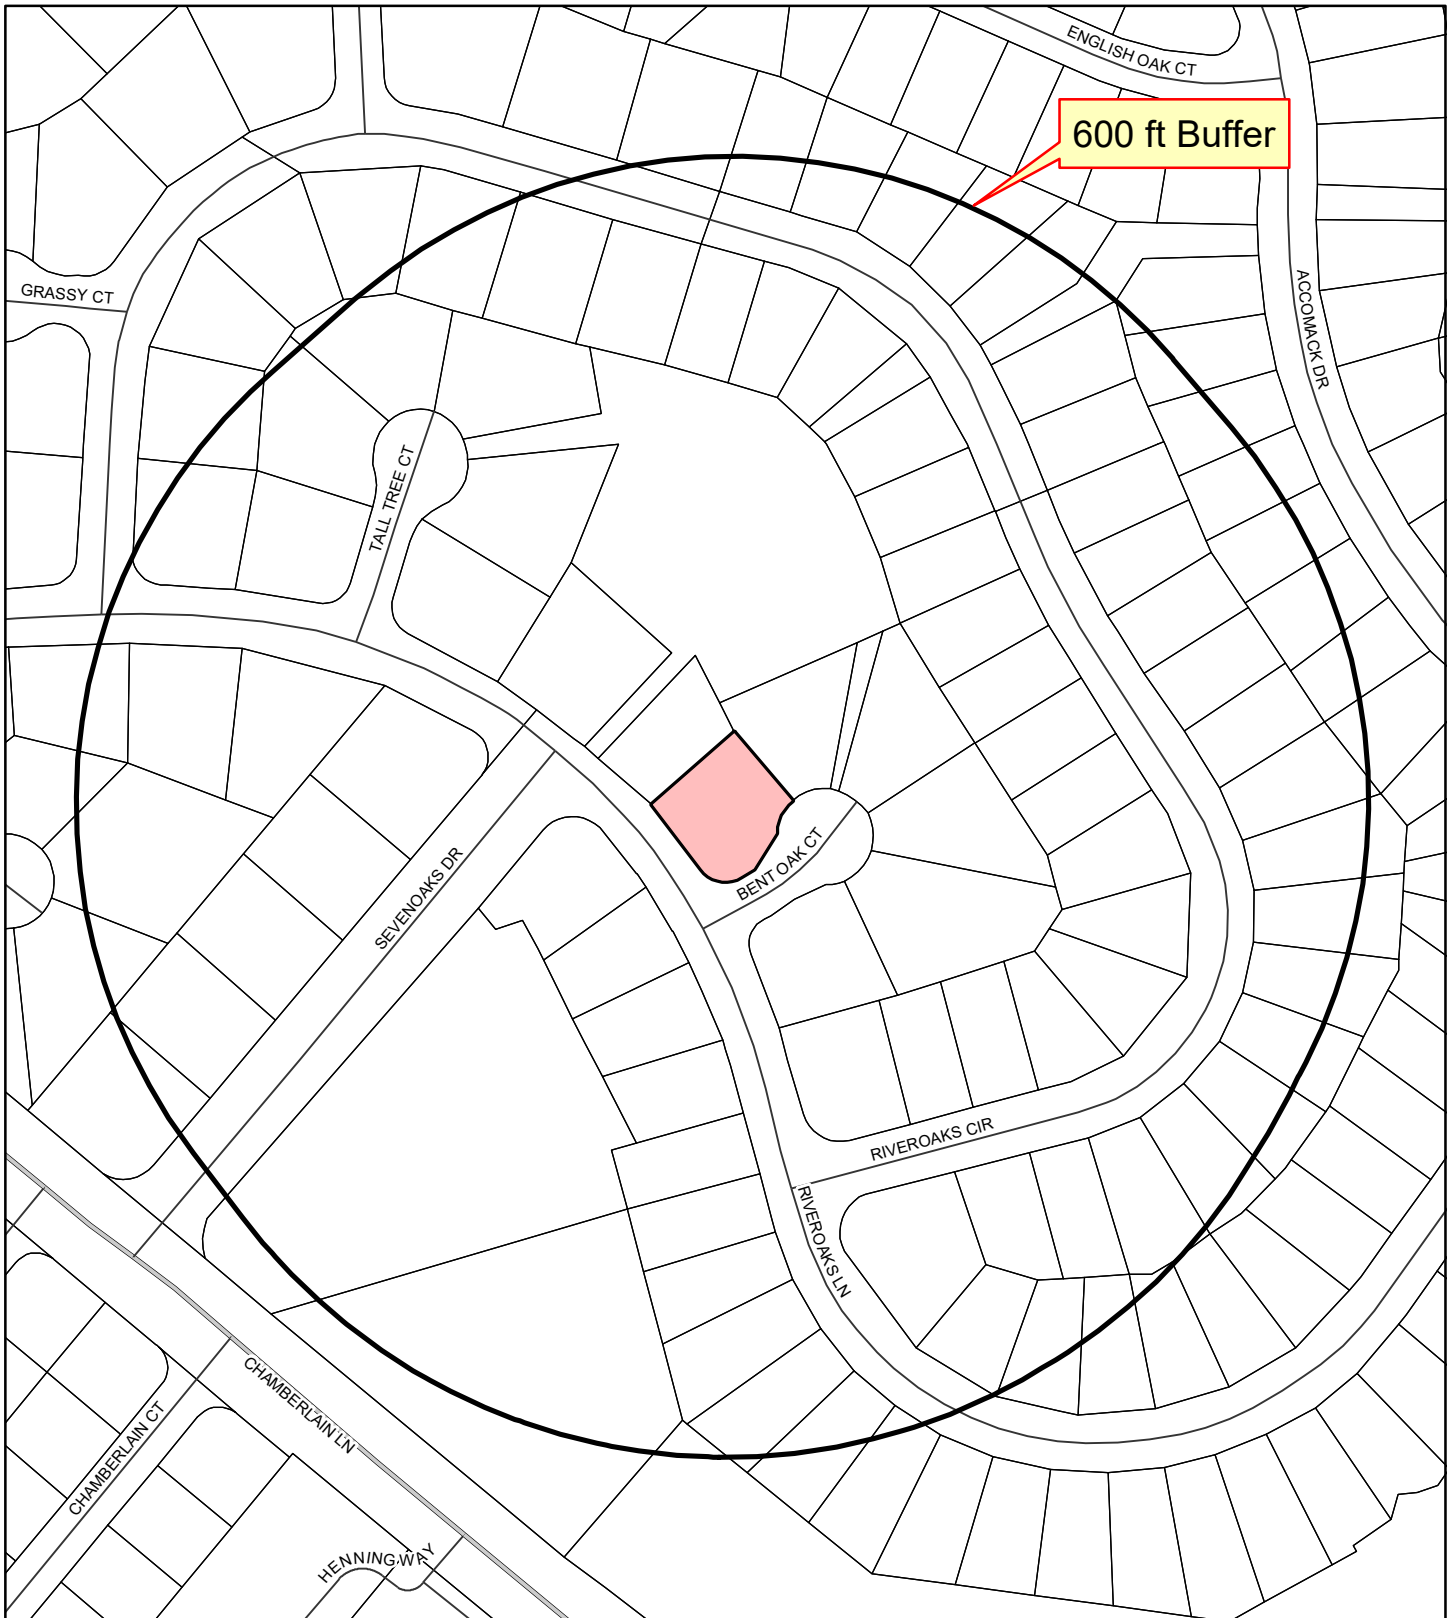 ENGLISH OAK CT
600 ft Buffer
GRASSY CT
ACCOMACK DR
TALL TREE CT
BENT OAK CT
SEVENOAKS DR
RIVEROAKS CIR
RIVEROAKS LN
CHAMBERLAIN LN
CHAMBERLAIN CT
HENNING WAY